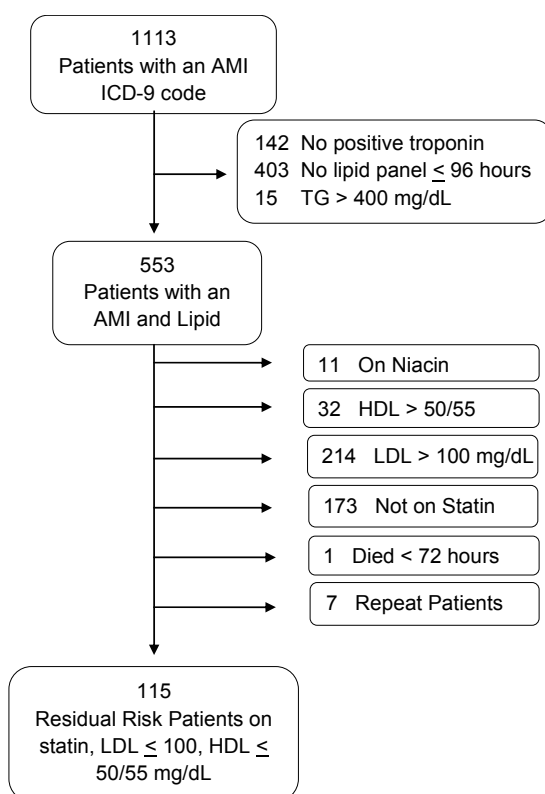 1113
Patients with an AMI
ICD-9 code
142 No positive troponin
403 No lipid panel ≤ 96 hours
15 TG > 400 mg/dL
553
Patients with an
AMI and Lipid
11 On Niacin
32 HDL > 50/55
214 LDL > 100 mg/dL
173 Not on Statin
1 Died < 72 hours
7 Repeat Patients
115
Residual Risk Patients on
statin, LDL ≤ 100, HDL ≤
50/55 mg/dL